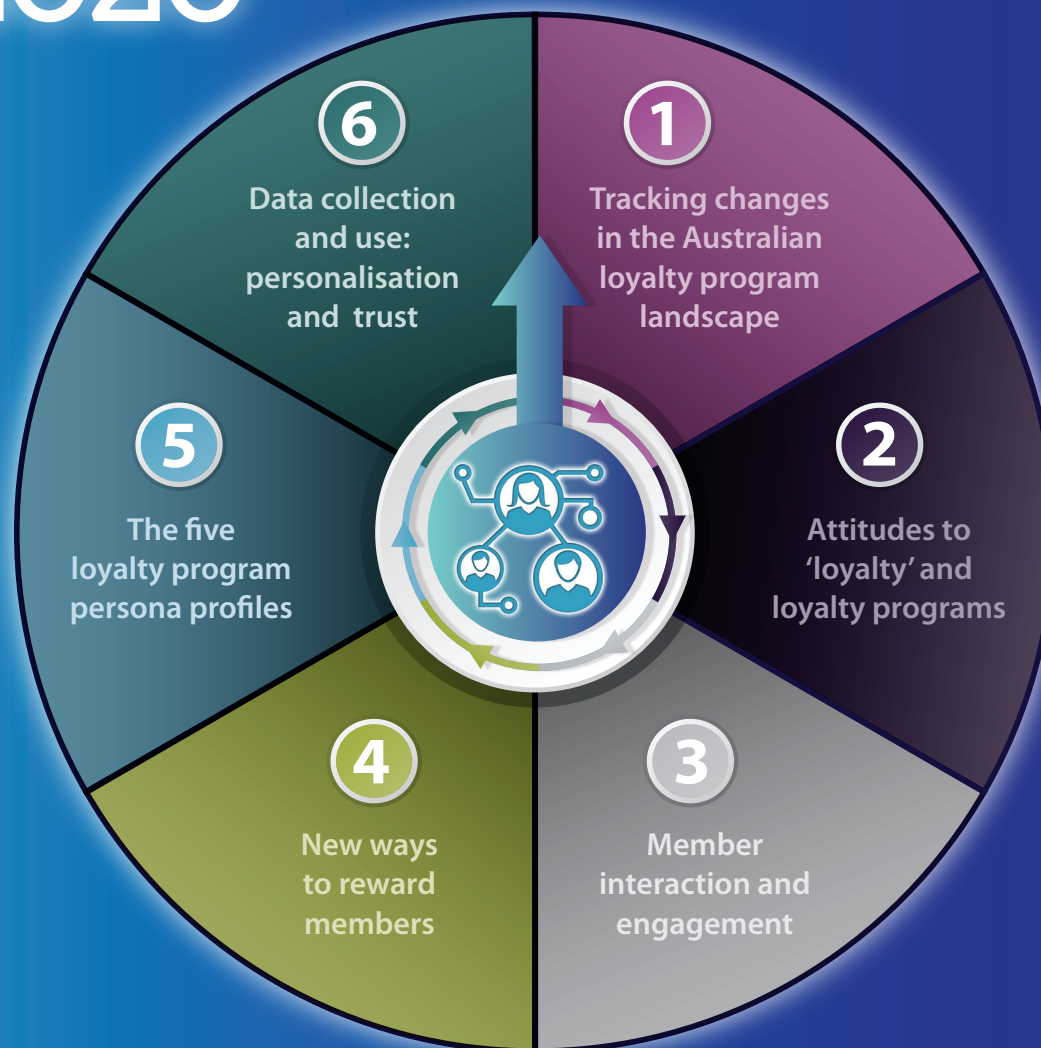 6
Data collection
and use:
personalisation
and trust
1
Tracking changes
in the Australian
loyalty program
landscape
5
The five
loyalty program
persona profiles
2
Attitudes to
‘loyalty’ and
loyalty programs
4
New ways
to reward
members
3
Member
interaction and
engagement